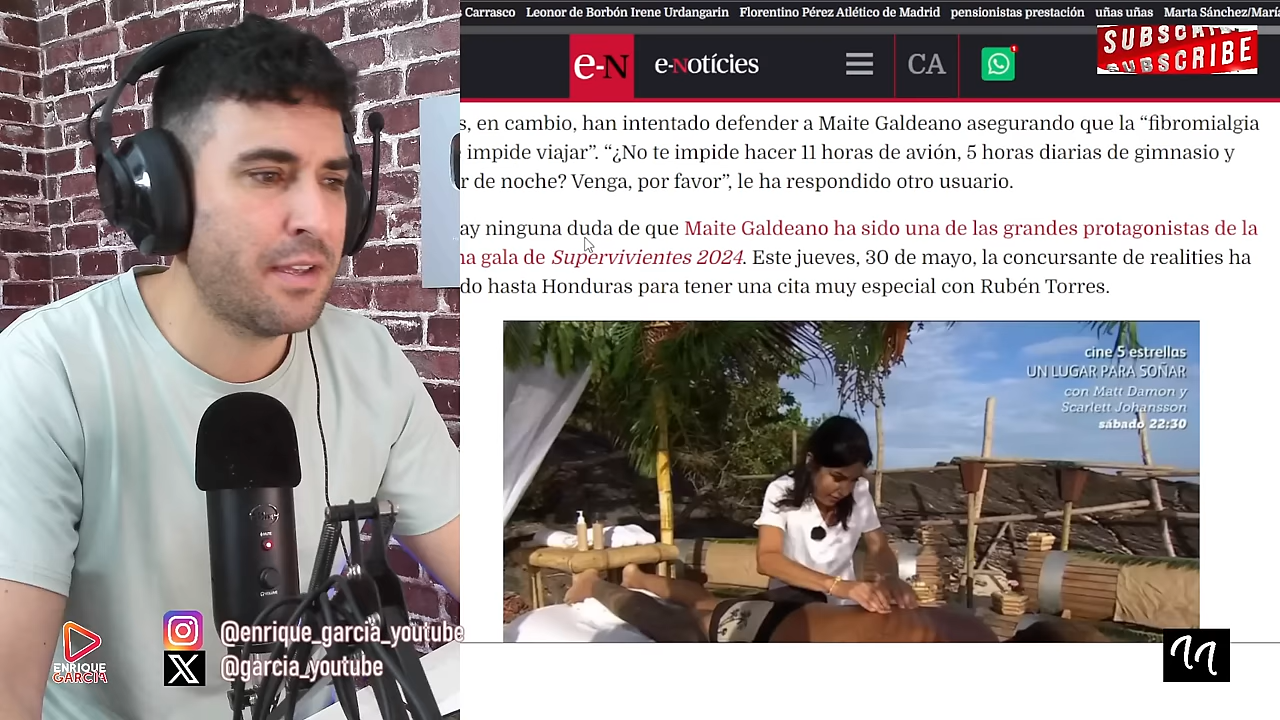 Carrasco Leonor de Borbón Irene Urdangarin Florentino Pérez Atlético de Madrid pensionistas prestación uñas uñas Marta Sánchez/Marí
SUBSCRIBE
SUBSCRIBE
e-N e-Notícies CA
1
s, en cambio, han intentado defender a Maite Galdeano asegurando que la “fibromialgia
impide viajar”. “¿No te impide hacer 11 horas de avión, 5 horas diarias de gimnasio y
r de noche? Venga, por favor”, le ha respondido otro usuario.
ay ninguna duda de que Maite Galdeano ha sido una de las grandes protagonistas de la
na gala de Supervivientes 2024. Este jueves, 30 de mayo, la concursante de realities ha
do hasta Honduras para tener una cita muy especial con Rubén Torres.
cine 5 estrellas
UN LUGAR PARA SOÑAR
con Matt Damon y
Scarlett Johansson
sábado 22:30
@enrique_garcia_youtube
@garcia_youtube
ENRIQUE
GARCIA